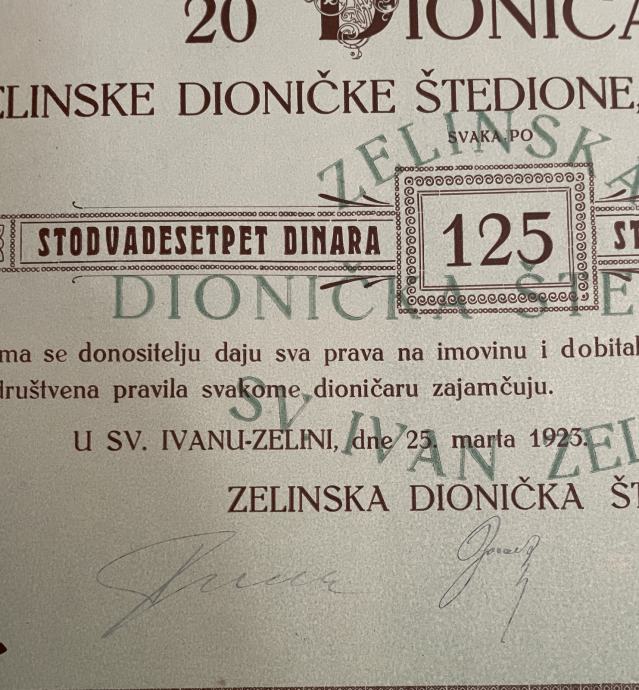 20 DIONICA
ZELINSKE DIONIČKE ŠTEDIONE,
SVAKA PO
ZELINSKA
STODVADESETPET DINARA 125 ST
DIONIČKA ŠTE
ma se donositelju daju sva prava na imovinu i dobital
društvena pravila svakome dioničaru zajamčuju.
SV IVAN ZEL
U SV. IVANU-ZELINI, dne 25. marta 1923.
ZELINSKA DIONIČKA Š